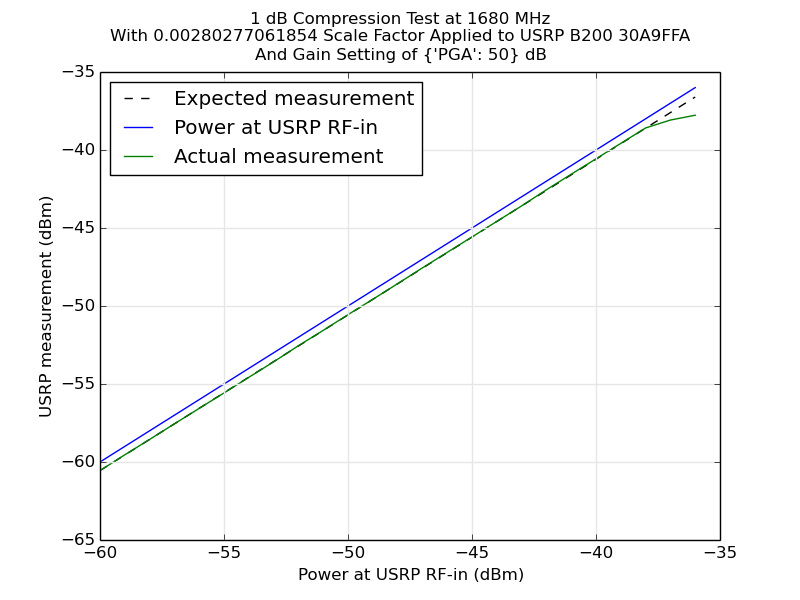 1 dB Compression Test at 1680 MHz
With 0.00280277061854 Scale Factor Applied to USRP B200 30A9FFA
And Gain Setting of {'PGA': 50} dB
−35
Expected measurement
Power at USRP RF-in
Actual measurement
−40
−45
−50
−55
−60
−65
USRP measurement (dBm)
−60 −55 −50 −45 −40 −35
Power at USRP RF-in (dBm)